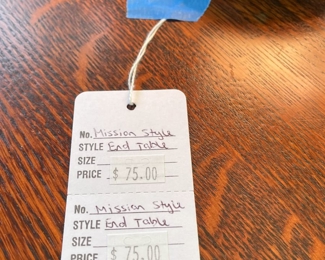 No. Mission Style
STYLE End Table
SIZE
PRICE $ 75.00
No. Mission Style
STYLE End Table
SIZE
PRICE $ 75.00